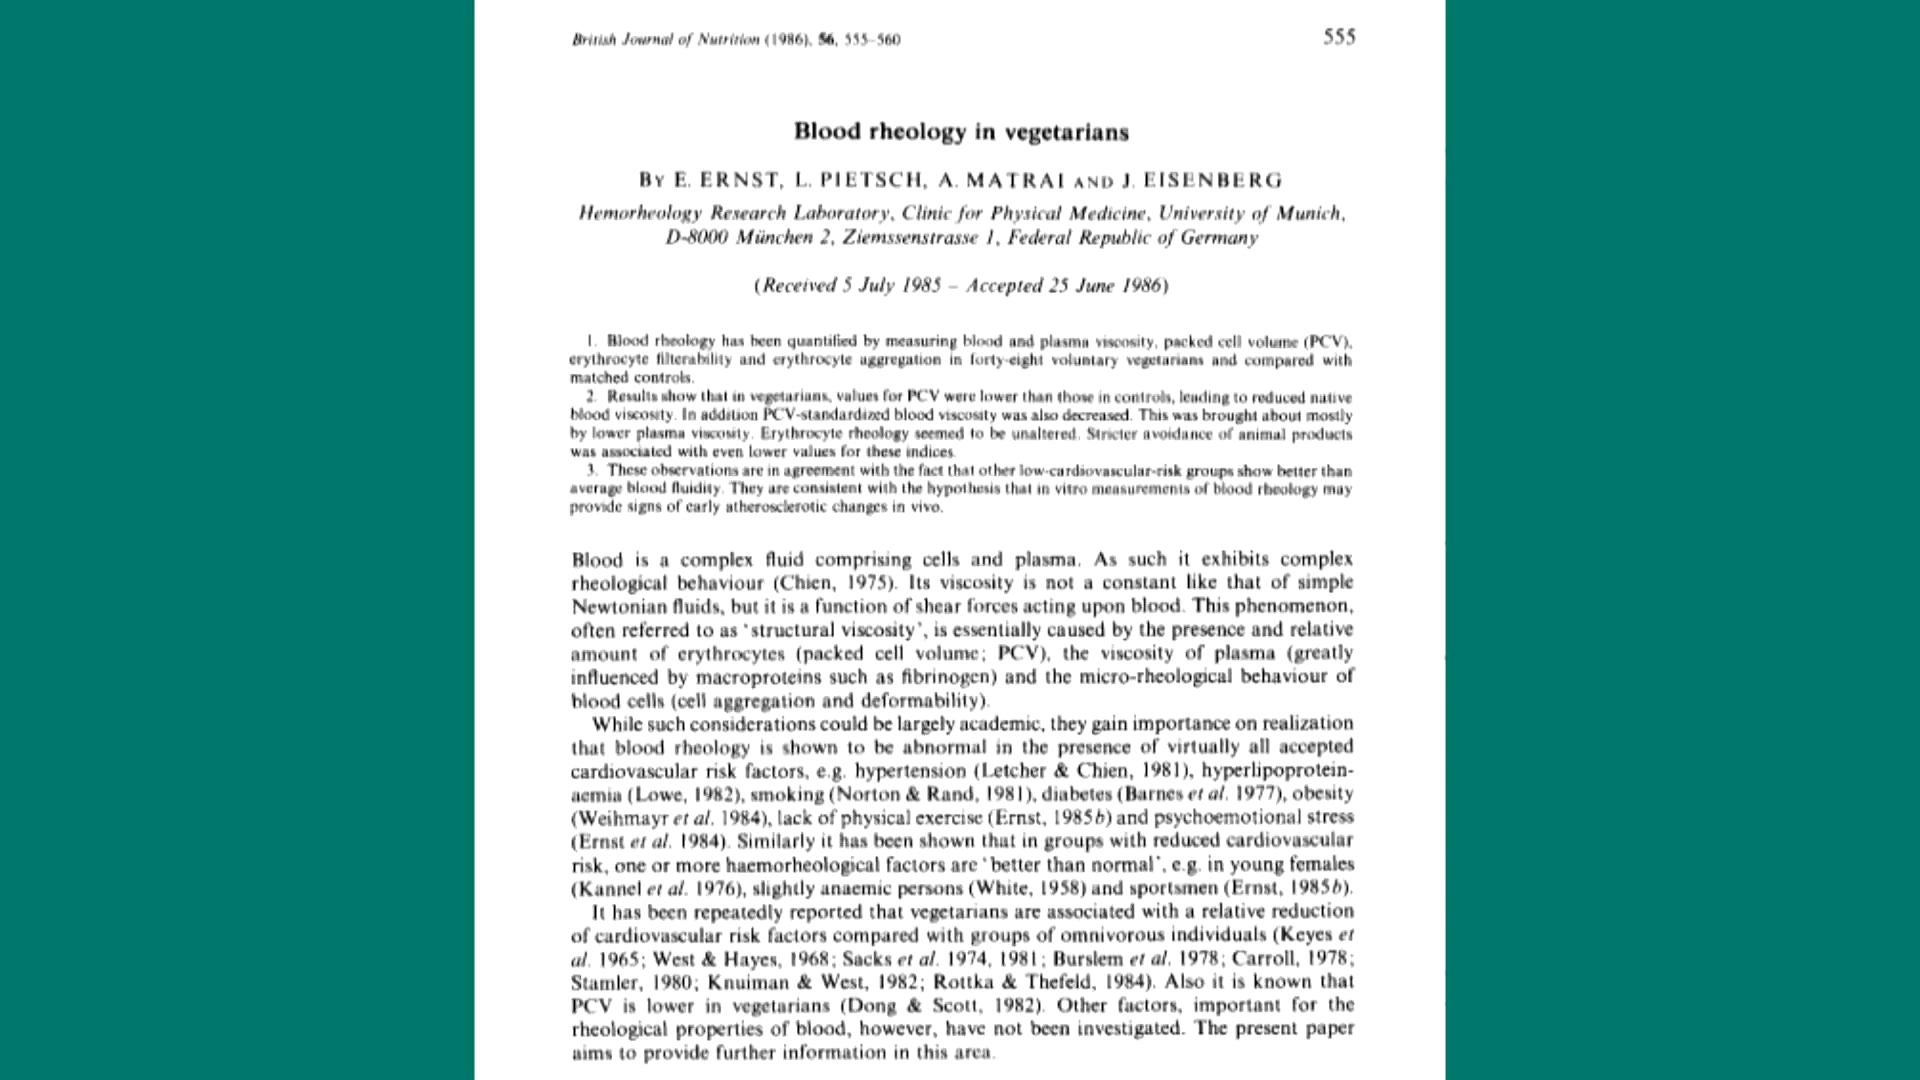 British Journal of Nutrition (1986), 56, 555–560
555
Blood rheology in vegetarians
BY E. ERNST, L. PIETSCH, A. MATRAI AND J. EISENBERG
Hemorheology Research Laboratory, Clinic for Physical Medicine, University of Munich,
D-8000 München 2, Ziemssenstrasse 1, Federal Republic of Germany
(Received 5 July 1985 – Accepted 25 June 1986)
1. Blood rheology has been quantified by measuring blood and plasma viscosity, packed cell volume (PCV),
erythrocyte filterability and erythrocyte aggregation in forty-eight voluntary vegetarians and compared with
matched controls.
2. Results show that in vegetarians, values for PCV were lower than those in controls, leading to reduced native
blood viscosity. In addition PCV-standardized blood viscosity was also decreased. This was brought about mostly
by lower plasma viscosity. Erythrocyte rheology seemed to be unaltered. Stricter avoidance of animal products
was associated with even lower values for these indices.
3. These observations are in agreement with the fact that other low-cardiovascular-risk groups show better than
average blood fluidity. They are consistent with the hypothesis that in vitro measurements of blood rheology may
provide signs of early atherosclerotic changes in vivo.
Blood is a complex fluid comprising cells and plasma. As such it exhibits complex
rheological behaviour (Chien, 1975). Its viscosity is not a constant like that of simple
Newtonian fluids, but it is a function of shear forces acting upon blood. This phenomenon,
often referred to as 'structural viscosity', is essentially caused by the presence and relative
amount of erythrocytes (packed cell volume; PCV), the viscosity of plasma (greatly
influenced by macroproteins such as fibrinogen) and the micro-rheological behaviour of
blood cells (cell aggregation and deformability).
While such considerations could be largely academic, they gain importance on realization
that blood rheology is shown to be abnormal in the presence of virtually all accepted
cardiovascular risk factors, e.g. hypertension (Letcher & Chien, 1981), hyperlipoprotein-
aemia (Lowe, 1982), smoking (Norton & Rand, 1981), diabetes (Barnes et al. 1977), obesity
(Weihmayr et al. 1984), lack of physical exercise (Ernst, 1985b) and psychoemotional stress
(Ernst et al. 1984). Similarly it has been shown that in groups with reduced cardiovascular
risk, one or more haemorheological factors are 'better than normal', e.g. in young females
(Kannel et al. 1976), slightly anaemic persons (White, 1958) and sportsmen (Ernst, 1985b).
It has been repeatedly reported that vegetarians are associated with a relative reduction
of cardiovascular risk factors compared with groups of omnivorous individuals (Keyes et
al. 1965; West & Hayes, 1968; Sacks et al. 1974, 1981; Burslem et al. 1978; Carroll, 1978;
Stamler, 1980; Knuiman & West, 1982; Rottka & Thefeld, 1984). Also it is known that
PCV is lower in vegetarians (Dong & Scott, 1982). Other factors, important for the
rheological properties of blood, however, have not been investigated. The present paper
aims to provide further information in this area.